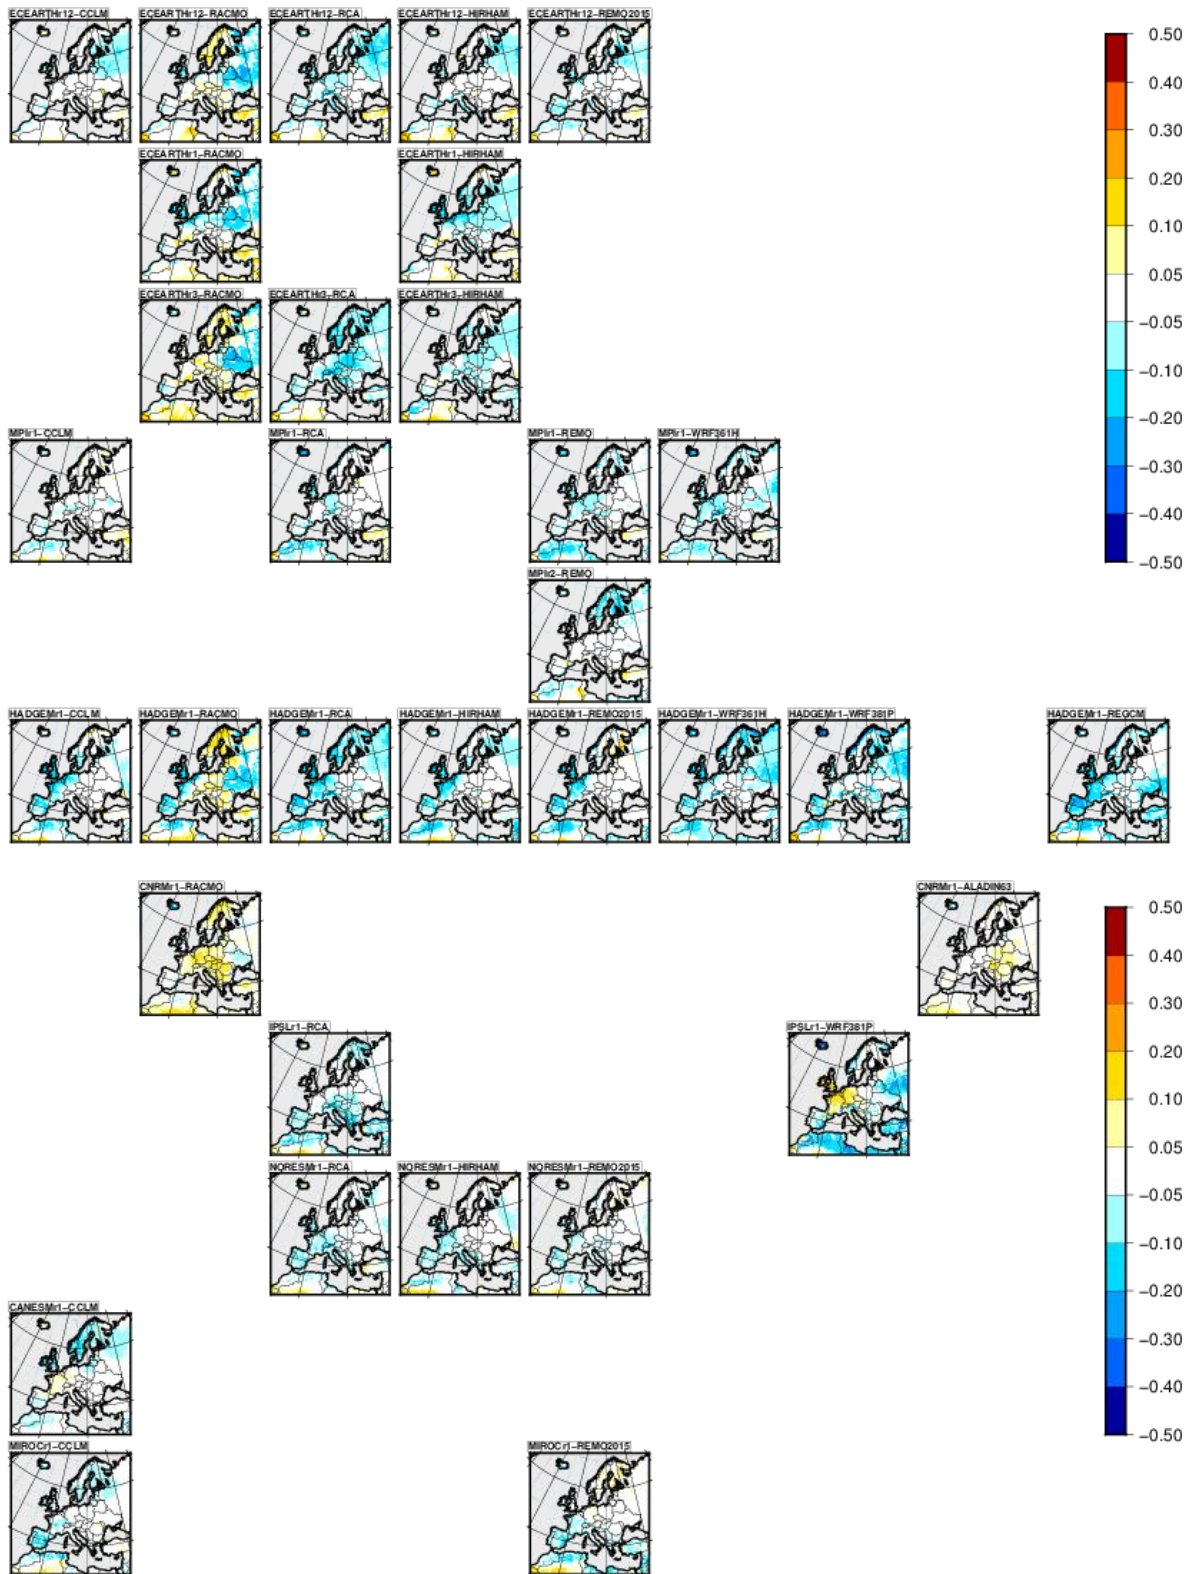 ECEARTHr12-CCLM ECEARTHr12-RACMO ECEARTHr12-RCA ECEARTHr12-HIRHAM ECEARTHr12-REMO2015
ECEARTHr1-RACMO ECEARTHr1-HIRHAM
ECEARTHr3-RACMO ECEARTHr3-RCA ECEARTHr3-HIRHAM
MPIr1-CCLM MPIr1-RCA MPIr1-REMO MPIr1-WRF361H
MPIr2-REMO
HADGEMr1-CCLM HADGEMr1-RACMO HADGEMr1-RCA HADGEMr1-HIRHAM HADGEMr1-REMO2015 HADGEMr1-WRF361H HADGEMr1-WRF381P HADGEMr1-REGCM
0.50
0.40
0.30
0.20
0.10
0.05
−0.05
−0.10
−0.20
−0.30
−0.40
−0.50
CNRMr1-RACMO CNRMr1-ALADIN63
IPSLr1-RCA IPSLr1-WRF381P
NORESMr1-RCA NORESMr1-HIRHAM NORESMr1-REMO2015
CANESMr1-CCLM
MIROCr1-CCLM MIROCr1-REMO2015
0.50
0.40
0.30
0.20
0.10
0.05
−0.05
−0.10
−0.20
−0.30
−0.40
−0.50